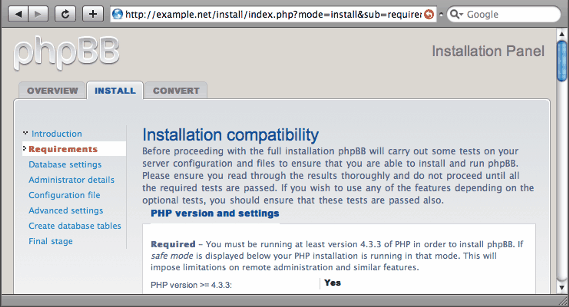 http://example.net/install/index.php?mode=install&sub=require
Google
phpBB
Installation Panel
OVERVIEW
INSTALL
CONVERT
Introduction
Requirements
Database settings
Administrator details
Configuration file
Advanced settings
Create database tables
Final stage
Installation compatibility
Before proceeding with the full installation phpBB will carry out some tests on
your server configuration and files to ensure that you are able to install and run phpBB.
Please ensure you read through the results thoroughly and do not proceed until all
the required tests are passed. If you wish to use any of the features depending on the
optional tests, you should ensure that these tests are passed also.
PHP version and settings
Required – You must be running at least version 4.3.3 of PHP in order to install phpBB. If
safe mode is displayed below your PHP installation is running in that mode. This will
impose limitations on remote administration and similar features.
PHP version >= 4.3.3:
Yes